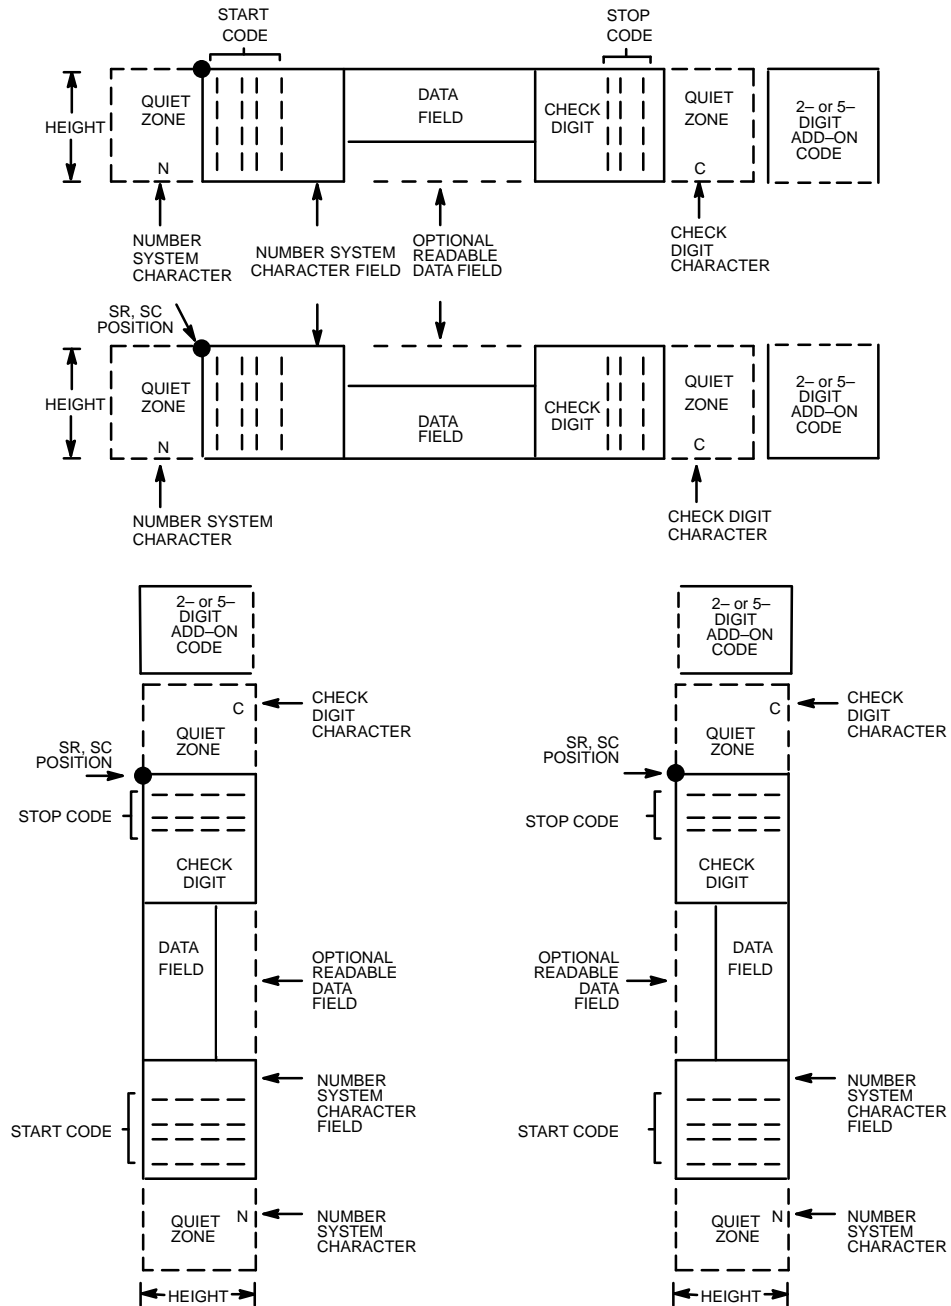 START
CODE
STOP
CODE
HEIGHT
QUIET
ZONE
N
DATA
FIELD
CHECK
DIGIT
QUIET
ZONE
C
2– or 5–
DIGIT
ADD–ON
CODE
NUMBER
SYSTEM
CHARACTER
NUMBER SYSTEM
CHARACTER FIELD
OPTIONAL
READABLE
DATA FIELD
CHECK
DIGIT
CHARACTER
SR, SC
POSITION
HEIGHT
QUIET
ZONE
N
DATA
FIELD
CHECK
DIGIT
QUIET
ZONE
C
2– or 5–
DIGIT
ADD–ON
CODE
NUMBER SYSTEM
CHARACTER
CHECK DIGIT
CHARACTER
2– or 5–
DIGIT
ADD–ON
CODE
C
QUIET
ZONE
CHECK
DIGIT
CHARACTER
SR, SC
POSITION
STOP CODE
CHECK
DIGIT
DATA
FIELD
OPTIONAL
READABLE
DATA
FIELD
NUMBER
SYSTEM
CHARACTER
FIELD
START CODE
QUIET
ZONE
N
NUMBER
SYSTEM
CHARACTER
HEIGHT
2– or 5–
DIGIT
ADD–ON
CODE
C
QUIET
ZONE
CHECK
DIGIT
CHARACTER
SR, SC
POSITION
STOP CODE
CHECK
DIGIT
OPTIONAL
READABLE
DATA
FIELD
DATA
FIELD
NUMBER
SYSTEM
CHARACTER
FIELD
START CODE
QUIET
ZONE
N
NUMBER
SYSTEM
CHARACTER
HEIGHT